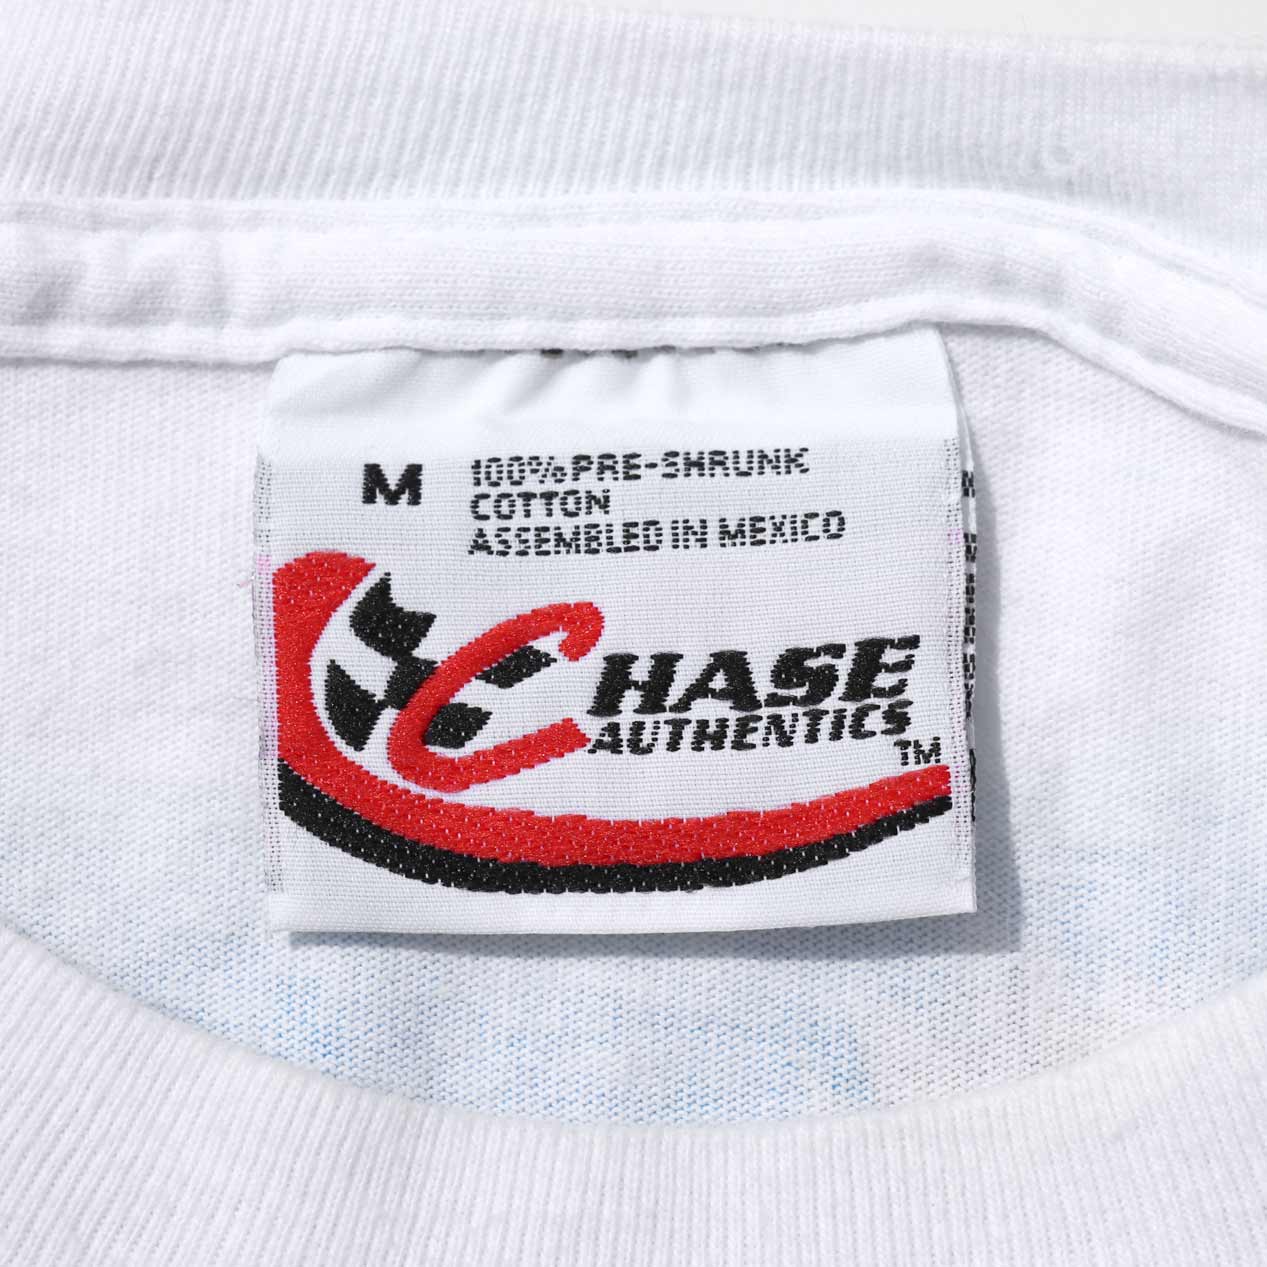 M
100% PRE-SHRUNK
COTTON
ASSEMBLED IN MEXICO
CHASE
AUTHENTICS
TM